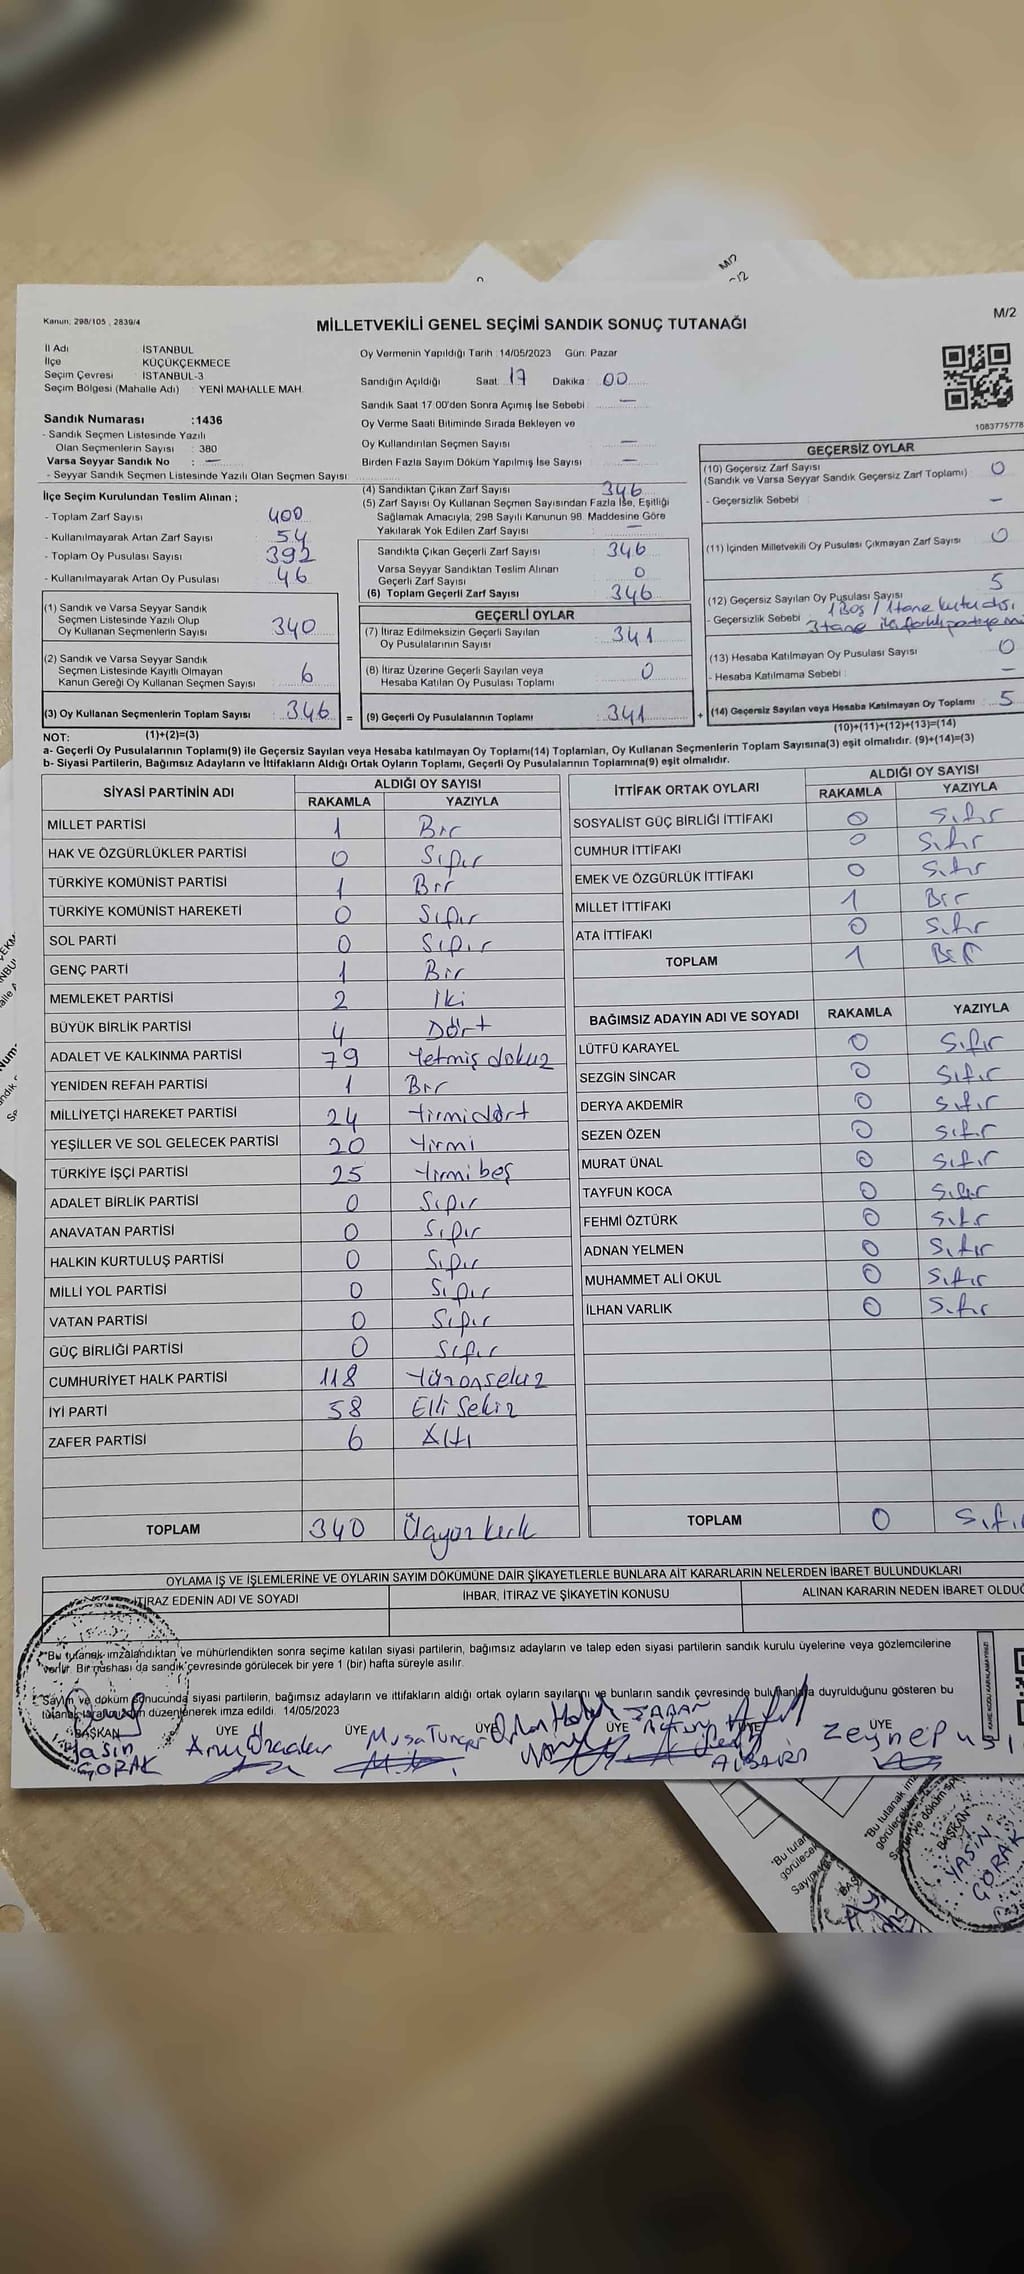 M/2
Kanun: 298/105 , 2839/4
M/2
MİLLETVEKİLİ GENEL SEÇİMİ SANDIK SONUÇ TUTANAĞI
İl Adı İSTANBUL
İlçe KÜÇÜKÇEKMECE
Seçim Çevresi : İSTANBUL-3
Seçim Bölgesi (Mahalle Adı) : YENİ MAHALLE MAH.
Sandık Numarası :1436
- Sandık Seçmen Listesinde Yazılı
Olan Seçmenlerin Sayısı : 380
Varsa Seyyar Sandık No : —
- Seyyar Sandık Seçmen Listesinde Yazılı Olan Seçmen Sayısı
Oy Vermenin Yapıldığı Tarih :14/05/2023 Gün: Pazar
Sandığın Açıldığı Saat: 17 Dakika : 00
Sandık Saat 17:00'den Sonra Açımış İse Sebebi : —
Oy Verme Saati Bitiminde Sırada Bekleyen ve
Oy Kullandırılan Seçmen Sayısı —
Birden Fazla Sayım Döküm Yapılmış İse Sayısı —
1083775778
İlçe Seçim Kurulundan Teslim Alınan ;
- Toplam Zarf Sayısı : 400
- Kullanılmayarak Artan Zarf Sayısı : 54
- Toplam Oy Pusulası Sayısı : 392
- Kullanılmayarak Artan Oy Pusulası : 46
(1) Sandık ve Varsa Seyyar Sandık
Seçmen Listesinde Yazılı Olup
Oy Kullanan Seçmenlerin Sayısı 340
(2) Sandık ve Varsa Seyyar Sandık
Seçmen Listesinde Kayıtlı Olmayan
Kanun Gereği Oy Kullanan Seçmen Sayısı 6
(3) Oy Kullanan Seçmenlerin Toplam Sayısı : 346 =
(1)+(2)=(3)
(4) Sandıktan Çıkan Zarf Sayısı 346
(5) Zarf Sayısı Oy Kullanan Seçmen Sayısından Fazla İse, Eşitliği
Sağlamak Amacıyla; 298 Sayılı Kanunun 98. Maddesine Göre
Yakılarak Yok Edilen Zarf Sayısı : —
Sandıkta Çıkan Geçerli Zarf Sayısı : 346
Varsa Seyyar Sandıktan Teslim Alınan
Geçerli Zarf Sayısı 0
(6) Toplam Geçerli Zarf Sayısı : 346
GEÇERLİ OYLAR
(7) İtiraz Edilmeksizin Geçerli Sayılan
Oy Pusulalarının Sayısı : 341
(8) İtiraz Üzerine Geçerli Sayılan veya
Hesaba Katılan Oy Pusulası Toplamı : 0
(9) Geçerli Oy Pusulalarının Toplamı : 341 +
GEÇERSİZ OYLAR
(10) Geçersiz Zarf Sayısı
(Sandık ve Varsa Seyyar Sandık Geçersiz Zarf Toplamı) : 0
- Geçersizlik Sebebi : —
(11) İçinden Milletvekili Oy Pusulası Çıkmayan Zarf Sayısı 0
(12) Geçersiz Sayılan Oy Pusulası Sayısı 5
- Geçersizlik Sebebi 1 Boş / 1 tane kutu dışı
3 tane iki farklı partiye
(13) Hesaba Katılmayan Oy Pusulası Sayısı 0
- Hesaba Katılmama Sebebi : —
(14) Geçersiz Sayılan veya Hesaba Katılmayan Oy Toplamı : 5
(10)+(11)+(12)+(13)=(14)
NOT:
a- Geçerli Oy Pusulalarının Toplamı(9) ile Geçersiz Sayılan veya Hesaba katılmayan Oy Toplamı(14) Toplamları, Oy Kullanan Seçmenlerin Toplam Sayısına(3) eşit olmalıdır. (9)+(14)=(3)
b- Siyasi Partilerin, Bağımsız Adayların ve İttifakların Aldığı Ortak Oyların Toplamı, Geçerli Oy Pusulalarının Toplamına(9) eşit olmalıdır.
SİYASİ PARTİNİN ADI ALDIĞI OY SAYISI
RAKAMLA YAZIYLA
MİLLET PARTİSİ 1 Bir
HAK VE ÖZGÜRLÜKLER PARTİSİ 0 Sıfır
TÜRKİYE KOMÜNİST PARTİSİ 1 Bir
TÜRKİYE KOMÜNİST HAREKETİ 0 Sıfır
SOL PARTİ 0 Sıfır
GENÇ PARTİ 1 Bir
MEMLEKET PARTİSİ 2 İki
BÜYÜK BİRLİK PARTİSİ 4 Dört
ADALET VE KALKINMA PARTİSİ 79 Yetmiş dokuz
YENİDEN REFAH PARTİSİ 1 Bir
MİLLİYETÇİ HAREKET PARTİSİ 24 Yirmidört
YEŞİLLER VE SOL GELECEK PARTİSİ 20 Yirmi
TÜRKİYE İŞÇİ PARTİSİ 25 Yirmi beş
ADALET BİRLİK PARTİSİ 0 Sıfır
ANAVATAN PARTİSİ 0 Sıfır
HALKIN KURTULUŞ PARTİSİ 0 Sıfır
MİLLİ YOL PARTİSİ 0 Sıfır
VATAN PARTİSİ 0 Sıfır
GÜÇ BİRLİĞİ PARTİSİ 0 Sıfır
CUMHURİYET HALK PARTİSİ 118 Yüzonsekiz
İYİ PARTİ 58 Elli Sekiz
ZAFER PARTİSİ 6 Altı
TOPLAM 340 Üçyüz kırk
İTTİFAK ORTAK OYLARI ALDIĞI OY SAYISI
RAKAMLA YAZIYLA
SOSYALİST GÜÇ BİRLİĞİ İTTİFAKI 0 Sıfır
CUMHUR İTTİFAKI 0 Sıfır
EMEK VE ÖZGÜRLÜK İTTİFAKI 0 Sıfır
MİLLET İTTİFAKI 1 Bir
ATA İTTİFAKI 0 Sıfır
TOPLAM 1 Bir
BAĞIMSIZ ADAYIN ADI VE SOYADI RAKAMLA YAZIYLA
LÜTFÜ KARAYEL 0 Sıfır
SEZGİN SİNCAR 0 Sıfır
DERYA AKDEMİR 0 Sıfır
SEZEN ÖZEN 0 Sıfır
MURAT ÜNAL 0 Sıfır
TAYFUN KOCA 0 Sıfır
FEHMİ ÖZTÜRK 0 Sıfır
ADNAN YELMEN 0 Sıfır
MUHAMMET ALİ OKUL 0 Sıfır
İLHAN VARLIK 0 Sıfır
TOPLAM 0 Sıfır
OYLAMA İŞ VE İŞLEMLERİNE VE OYLARIN SAYIM DÖKÜMÜNE DAİR ŞİKAYETLERLE BUNLARA AİT KARARLARIN NELERDEN İBARET BULUNDUKLARI
İTİRAZ EDENİN ADI VE SOYADI İHBAR, İTİRAZ VE ŞİKAYETİN KONUSU ALINAN KARARIN NEDEN İBARET OLDUĞ
"Bu tutanak imzalandıktan ve mühürlendikten sonra seçime katılan siyasi partilerin, bağımsız adayların ve talep eden siyasi partilerin sandık kurulu üyelerine veya gözlemcilerine
verilir. Bir nüshası da sandık çevresinde görülecek bir yere 1 (bir) hafta süreyle asılır.
Sayım ve döküm sonucunda siyasi partilerin, bağımsız adayların ve ittifakların aldığı ortak oyların sayılarını ve bunların sandık çevresinde bulunanlara duyrulduğunu gösteren bu
tutanak tarafımızdan düzenlenerek imza edildi. 14/05/2023
BAŞKAN ÜYE ÜYE ÜYE ÜYE ÜYE ÜYE
Yasin
GÖRAK
Musa Tunçer
Zeynep
"Bu tutanak
görülecek
Sayım ve döküm
BAŞKAN
YASİN
GÖRAK